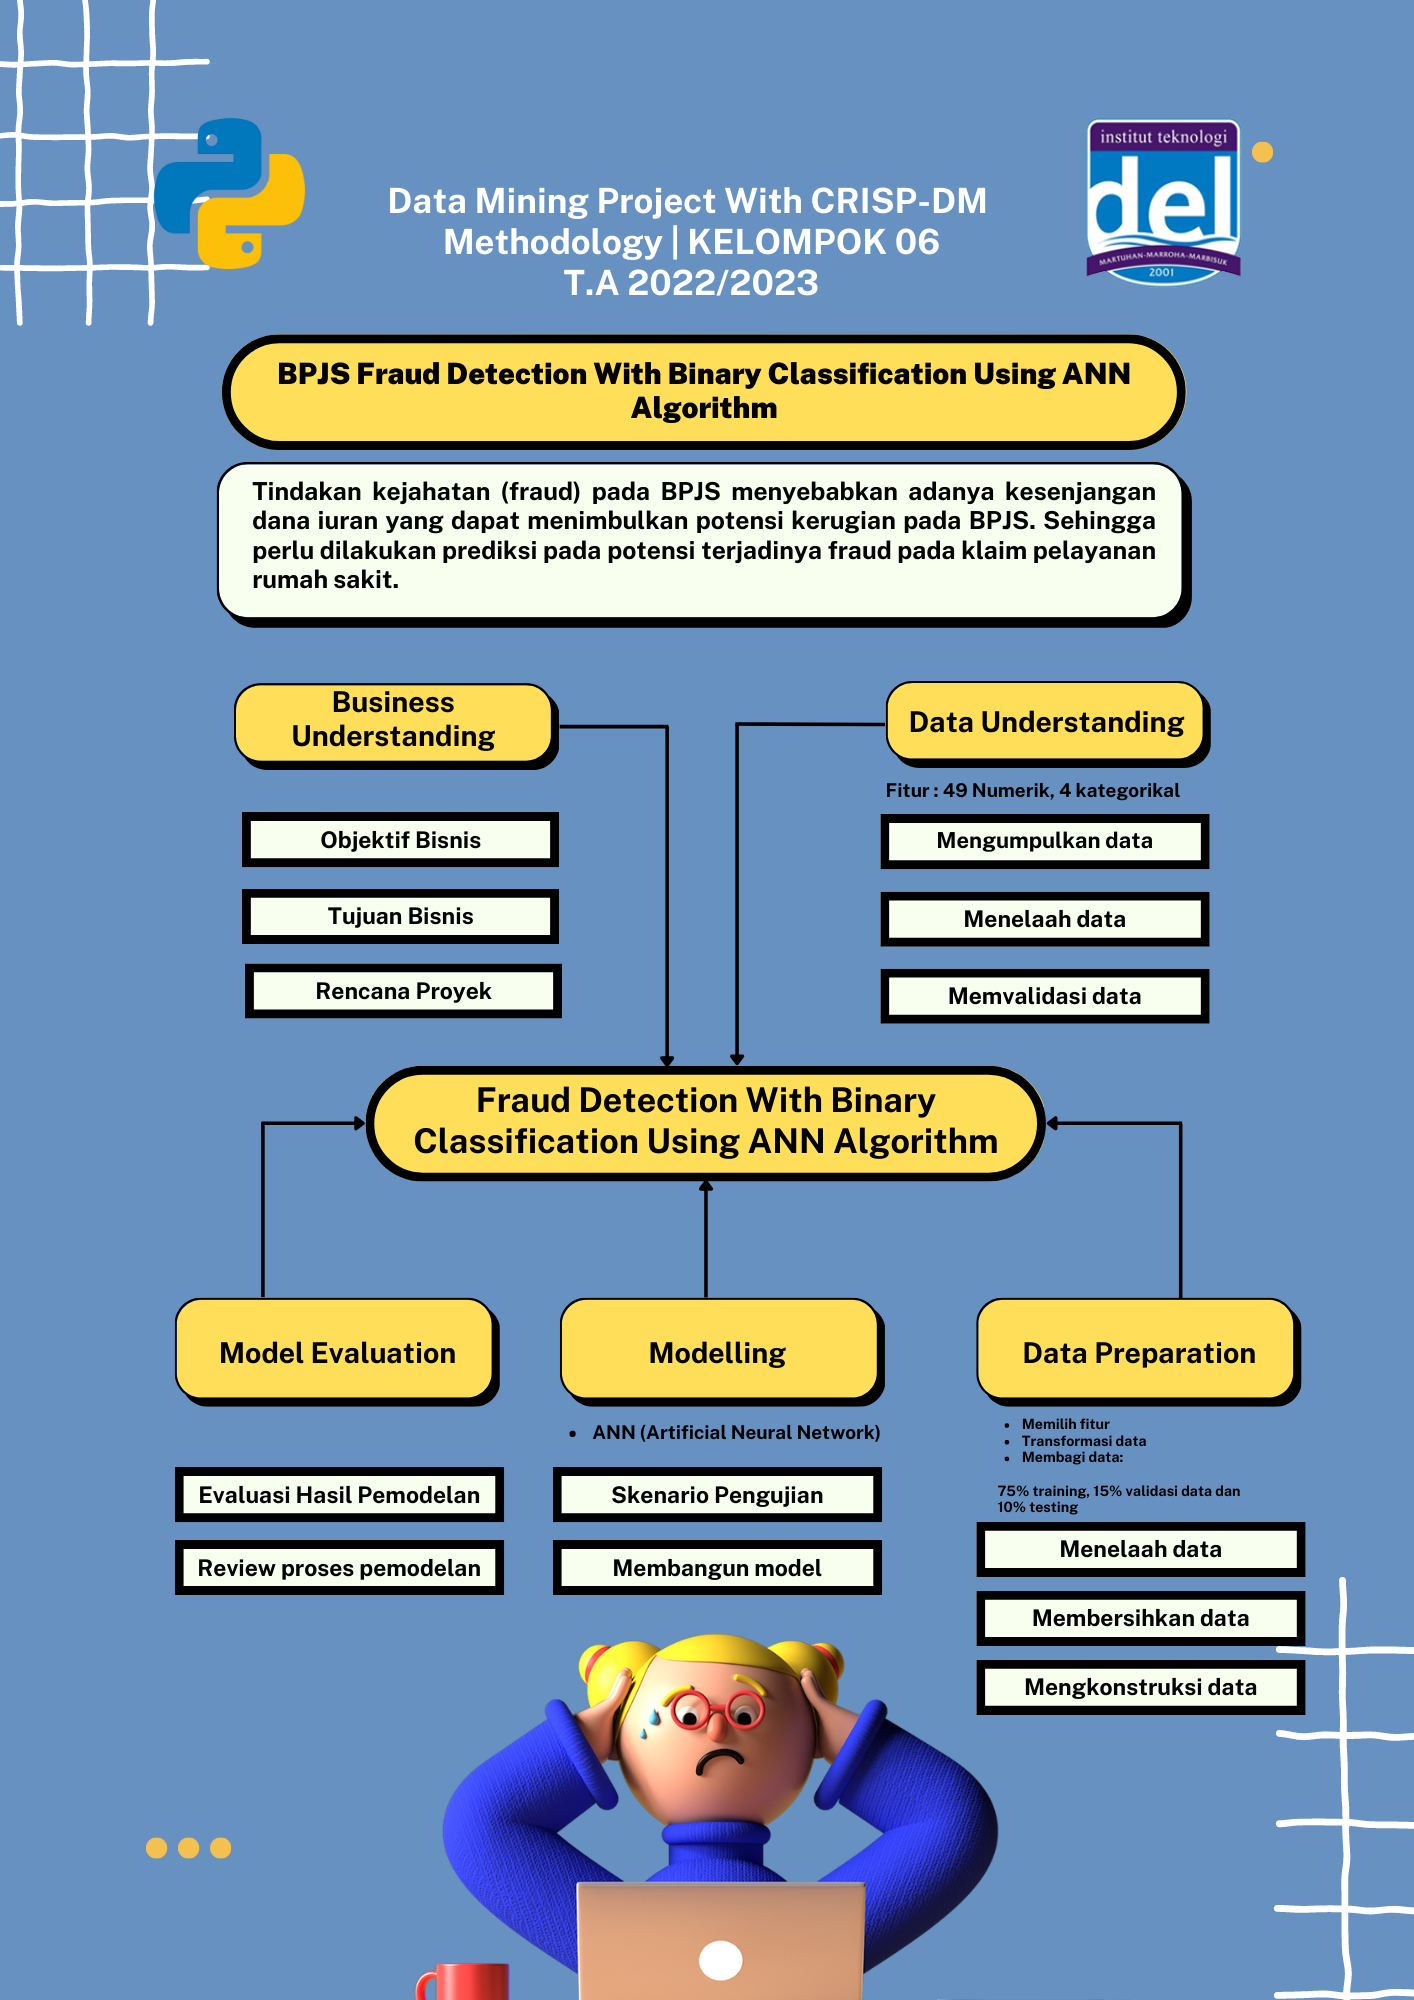 institut teknologi
del
MARTUHAN-MARROHA-MARBISUK
2001
Data Mining Project With CRISP-DM
Methodology | KELOMPOK 06
T.A 2022/2023
BPJS Fraud Detection With Binary Classification Using ANN
Algorithm
Tindakan kejahatan (fraud) pada BPJS menyebabkan adanya kesenjangan
dana iuran yang dapat menimbulkan potensi kerugian pada BPJS. Sehingga
perlu dilakukan prediksi pada potensi terjadinya fraud pada klaim pelayanan
rumah sakit.
Business
Understanding
Objektif Bisnis
Tujuan Bisnis
Rencana Proyek
Data Understanding
Fitur : 49 Numerik, 4 kategorikal
Mengumpulkan data
Menelaah data
Memvalidasi data
Fraud Detection With Binary
Classification Using ANN Algorithm
Model Evaluation
Evaluasi Hasil Pemodelan
Review proses pemodelan
Modelling
• ANN (Artificial Neural Network)
Skenario Pengujian
Membangun model
Data Preparation
• Memilih fitur
• Transformasi data
• Membagi data:
75% training, 15% validasi data dan
10% testing
Menelaah data
Membersihkan data
Mengkonstruksi data